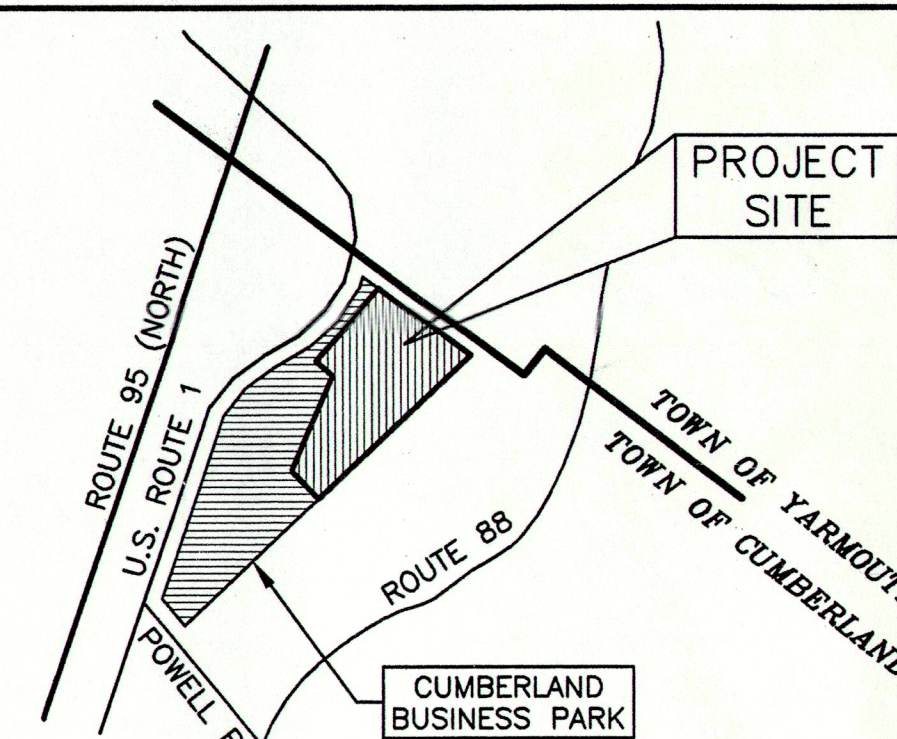 PROJECT
SITE
ROUTE 95 (NORTH)
U.S. ROUTE 1
TOWN OF YARMOUTH
TOWN OF CUMBERLAND
ROUTE 88
POWELL
CUMBERLAND
BUSINESS PARK